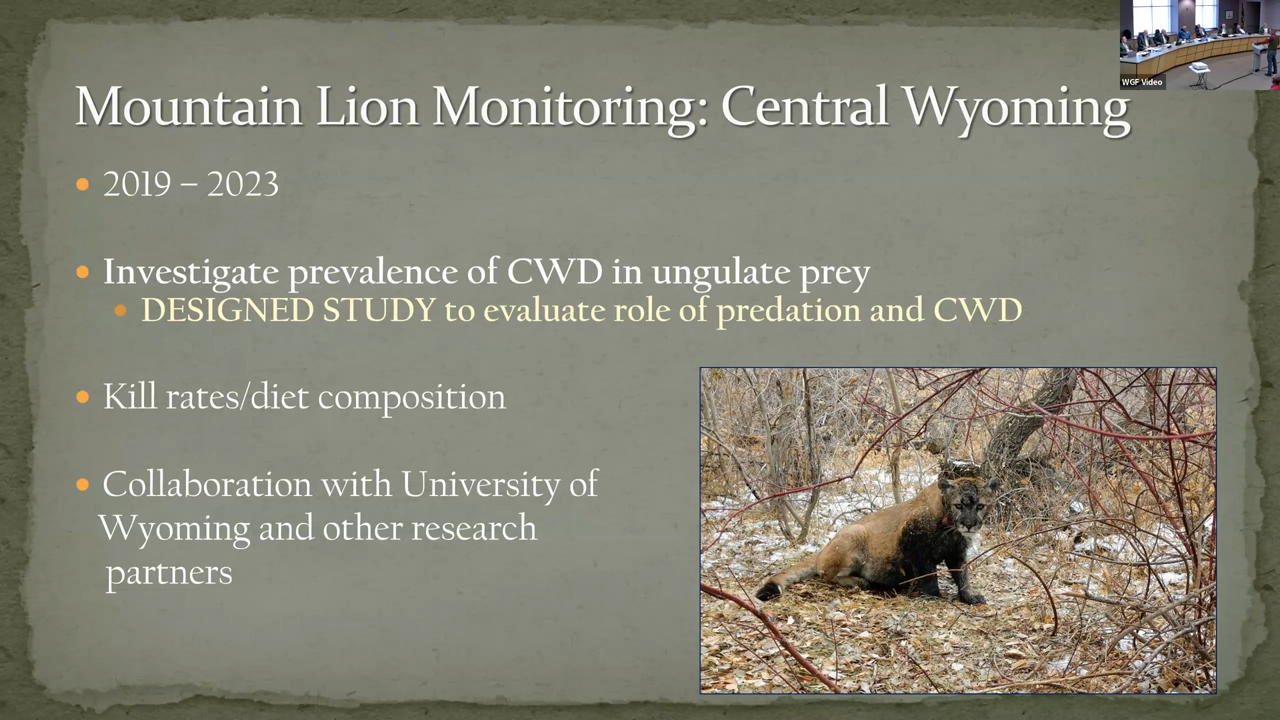 WGF Video
Mountain Lion Monitoring: Central Wyoming
2019 – 2023
Investigate prevalence of CWD in ungulate prey
DESIGNED STUDY to evaluate role of predation and CWD
Kill rates/diet composition
Collaboration with University of
Wyoming and other research
partners